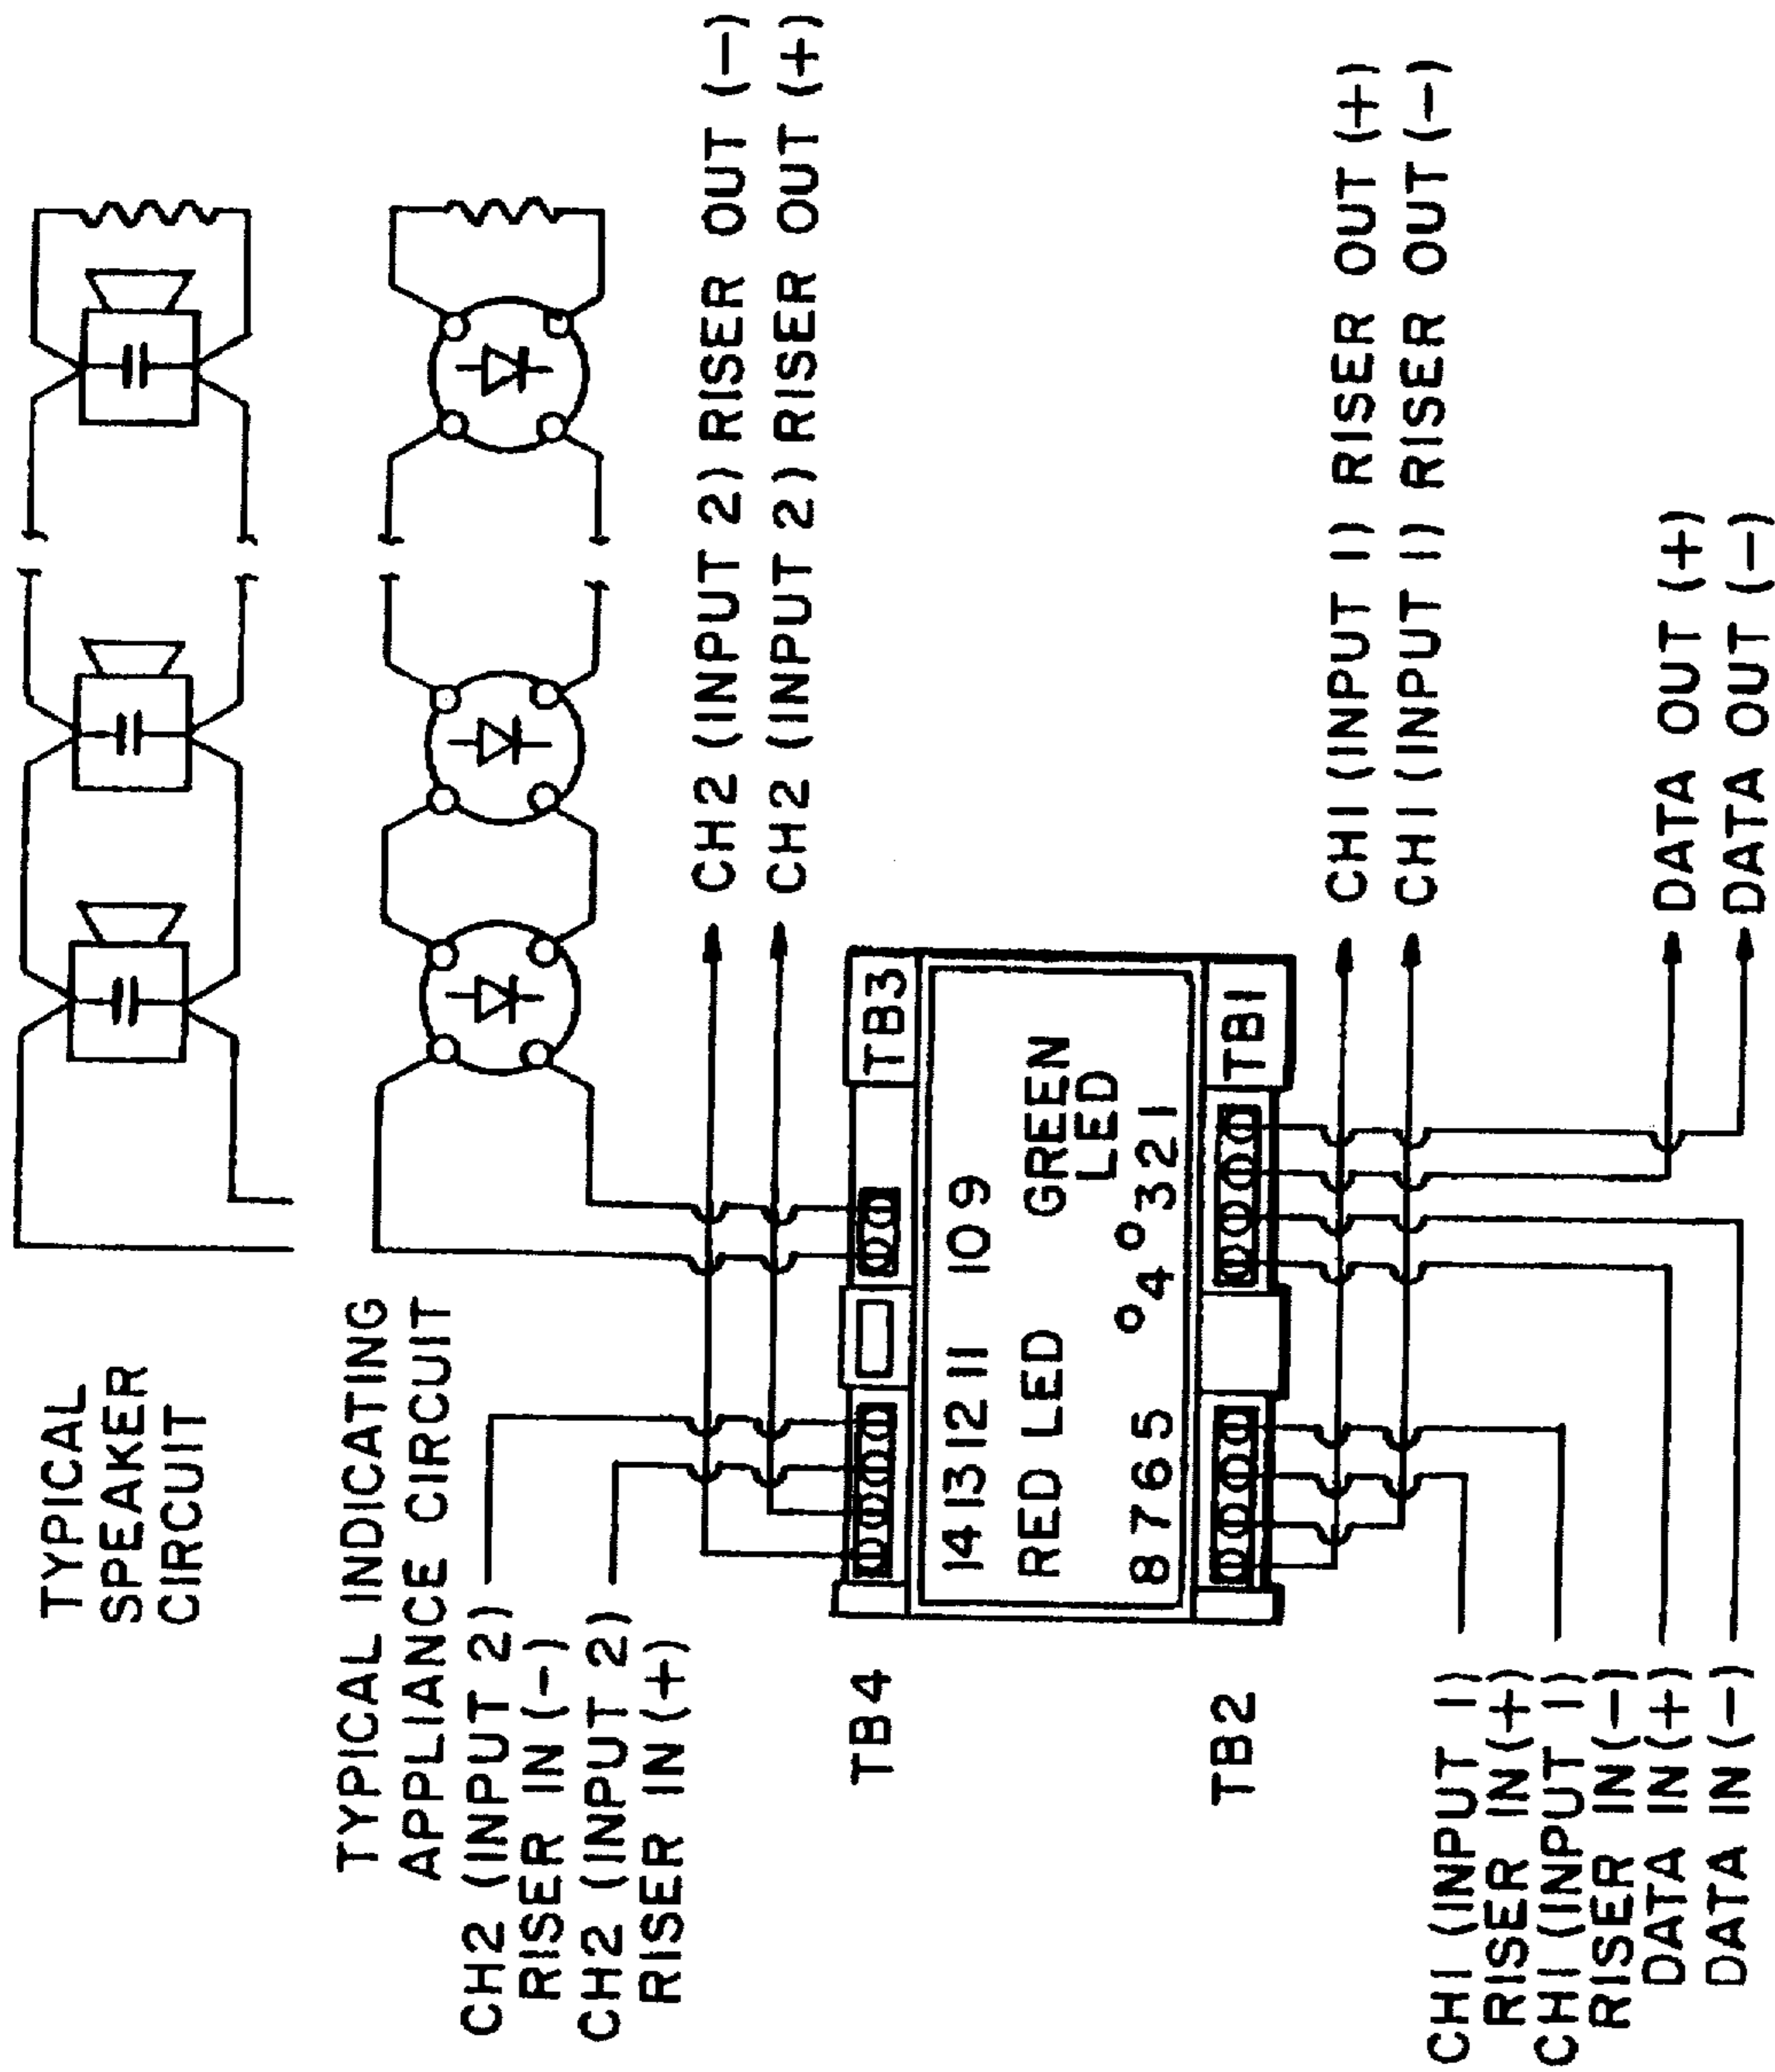 TYPICAL
SPEAKER
CIRCUIT
TYPICAL INDICATING
APPLIANCE CIRCUIT
CH2 (INPUT 2)
RISER IN (-)
CH2 (INPUT 2)
RISER IN (+)
CH2 (INPUT 2) RISER OUT (-)
CH2 (INPUT 2) RISER OUT (+)
TB4
TB3
14 13 12 11 10 9
RED LED
GREEN
LED
8 7 6 5 4 3 2 1
TB2
TB1
CH1 (INPUT 1) RISER OUT (+)
CH1 (INPUT 1) RISER OUT (-)
CH1 (INPUT 1)
RISER IN (+)
CH1 (INPUT 1)
RISER IN (-)
DATA IN (+)
DATA IN (-)
DATA OUT (+)
DATA OUT (-)